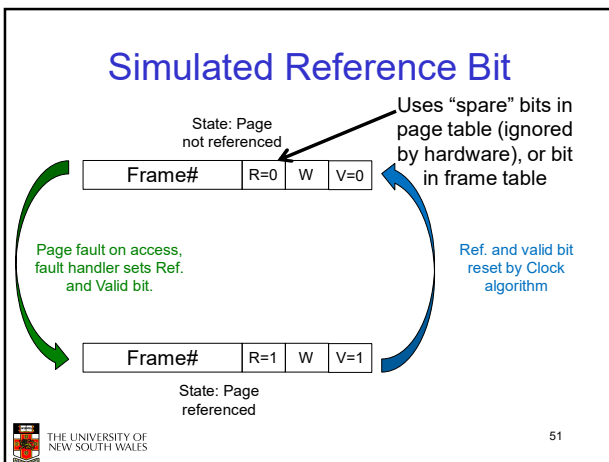 Simulated Reference Bit
Uses “spare” bits in
page table (ignored
by hardware), or bit
in frame table
State: Page
not referenced
Frame# R=0 W V=0
Page fault on access,
fault handler sets Ref.
and Valid bit.
Ref. and valid bit
reset by Clock
algorithm
Frame# R=1 W V=1
State: Page
referenced
THE UNIVERSITY OF
NEW SOUTH WALES
51